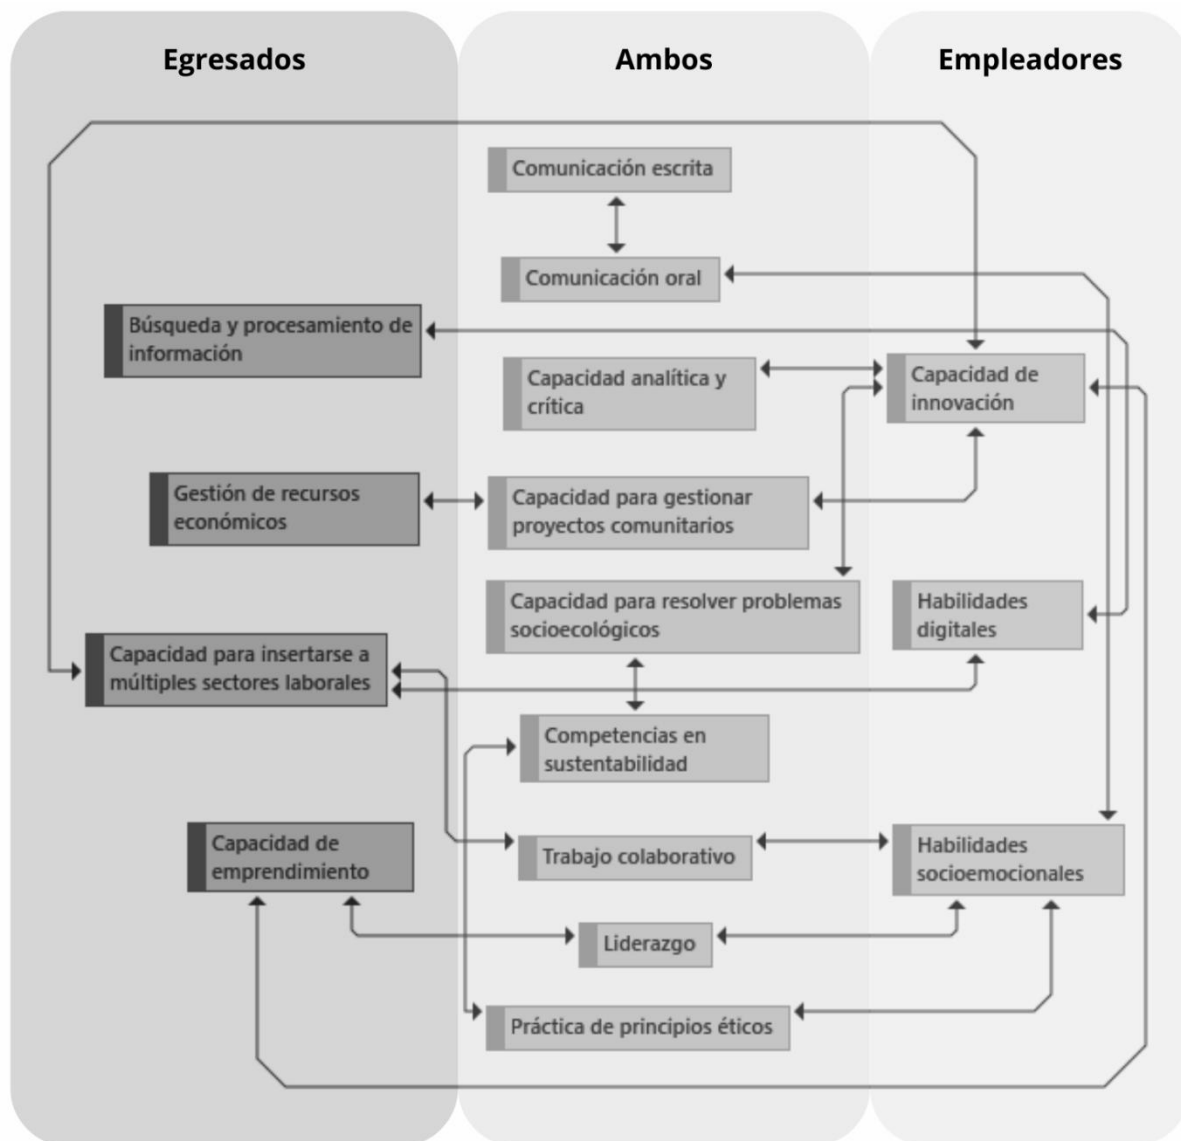 Egresados
Ambos
Empleadores
Comunicación escrita
Comunicación oral
Búsqueda y procesamiento de
información
Capacidad analítica y
crítica
Capacidad de
innovación
Gestión de recursos
económicos
Capacidad para gestionar
proyectos comunitarios
Capacidad para resolver problemas
socioecológicos
Habilidades
digitales
Capacidad para insertarse a
múltiples sectores laborales
Competencias en
sustentabilidad
Capacidad de
emprendimiento
Trabajo colaborativo
Habilidades
socioemocionales
Liderazgo
Práctica de principios éticos